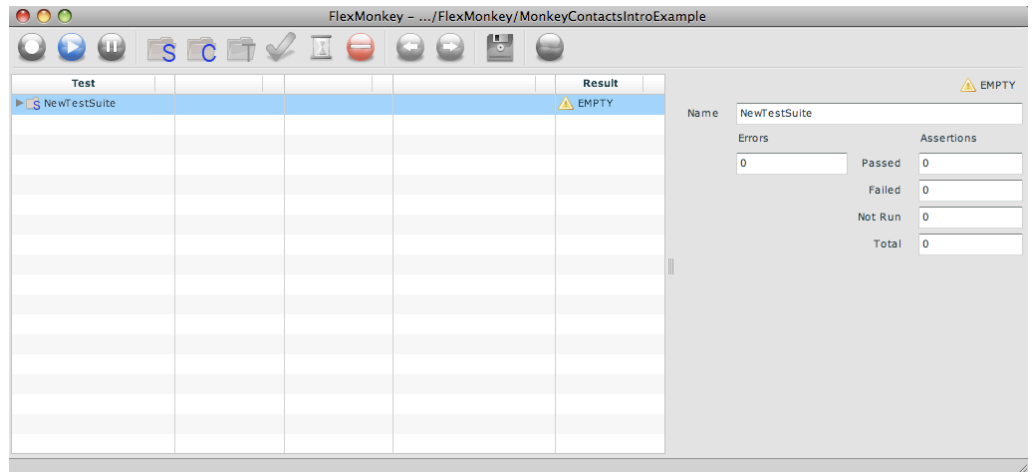 FlexMonkey – .../FlexMonkey/MonkeyContactsIntroExample
S C T
Test Result
S NewTestSuite EMPTY
EMPTY
Name NewTestSuite
Errors Assertions
0 Passed 0
Failed 0
Not Run 0
Total 0